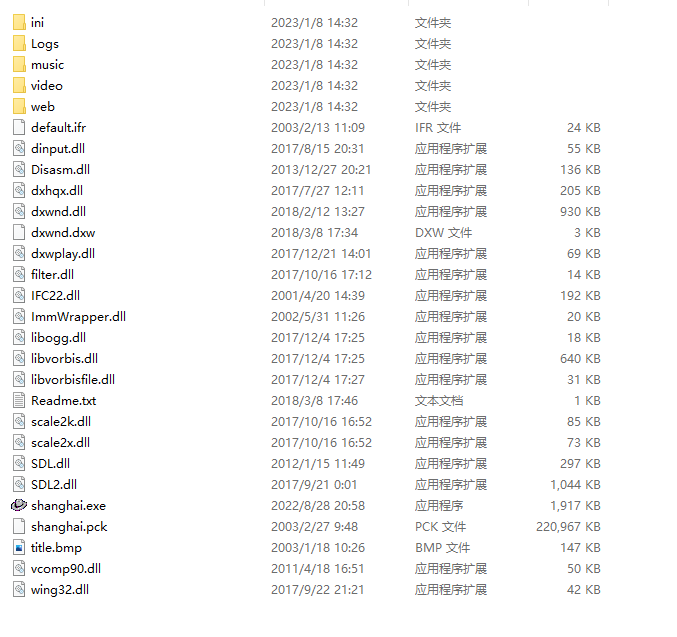 ini 2023/1/8 14:32 文件夹
Logs 2023/1/8 14:32 文件夹
music 2023/1/8 14:32 文件夹
video 2023/1/8 14:32 文件夹
web 2023/1/8 14:32 文件夹
default.ifr 2003/2/13 11:09 IFR 文件 24 KB
dinput.dll 2017/8/15 20:31 应用程序扩展 55 KB
Disasm.dll 2013/12/27 20:21 应用程序扩展 136 KB
dxhqx.dll 2017/7/27 12:11 应用程序扩展 205 KB
dxwnd.dll 2018/2/12 13:27 应用程序扩展 930 KB
dxwnd.dxw 2018/3/8 17:34 DXW 文件 3 KB
dxwplay.dll 2017/12/21 14:01 应用程序扩展 69 KB
filter.dll 2017/10/16 17:12 应用程序扩展 14 KB
IFC22.dll 2001/4/20 14:39 应用程序扩展 192 KB
ImmWrapper.dll 2002/5/31 11:26 应用程序扩展 20 KB
libogg.dll 2017/12/4 17:25 应用程序扩展 18 KB
libvorbis.dll 2017/12/4 17:25 应用程序扩展 640 KB
libvorbisfile.dll 2017/12/4 17:27 应用程序扩展 31 KB
Readme.txt 2018/3/8 17:46 文本文档 1 KB
scale2k.dll 2017/10/16 16:52 应用程序扩展 85 KB
scale2x.dll 2017/10/16 16:52 应用程序扩展 73 KB
SDL.dll 2012/1/15 11:49 应用程序扩展 297 KB
SDL2.dll 2017/9/21 0:01 应用程序扩展 1,044 KB
shanghai.exe 2022/8/28 20:58 应用程序 1,917 KB
shanghai.pck 2003/2/27 9:48 PCK 文件 220,967 KB
title.bmp 2003/1/18 10:26 BMP 文件 147 KB
vcomp90.dll 2011/4/18 16:51 应用程序扩展 50 KB
wing32.dll 2017/9/22 21:21 应用程序扩展 42 KB